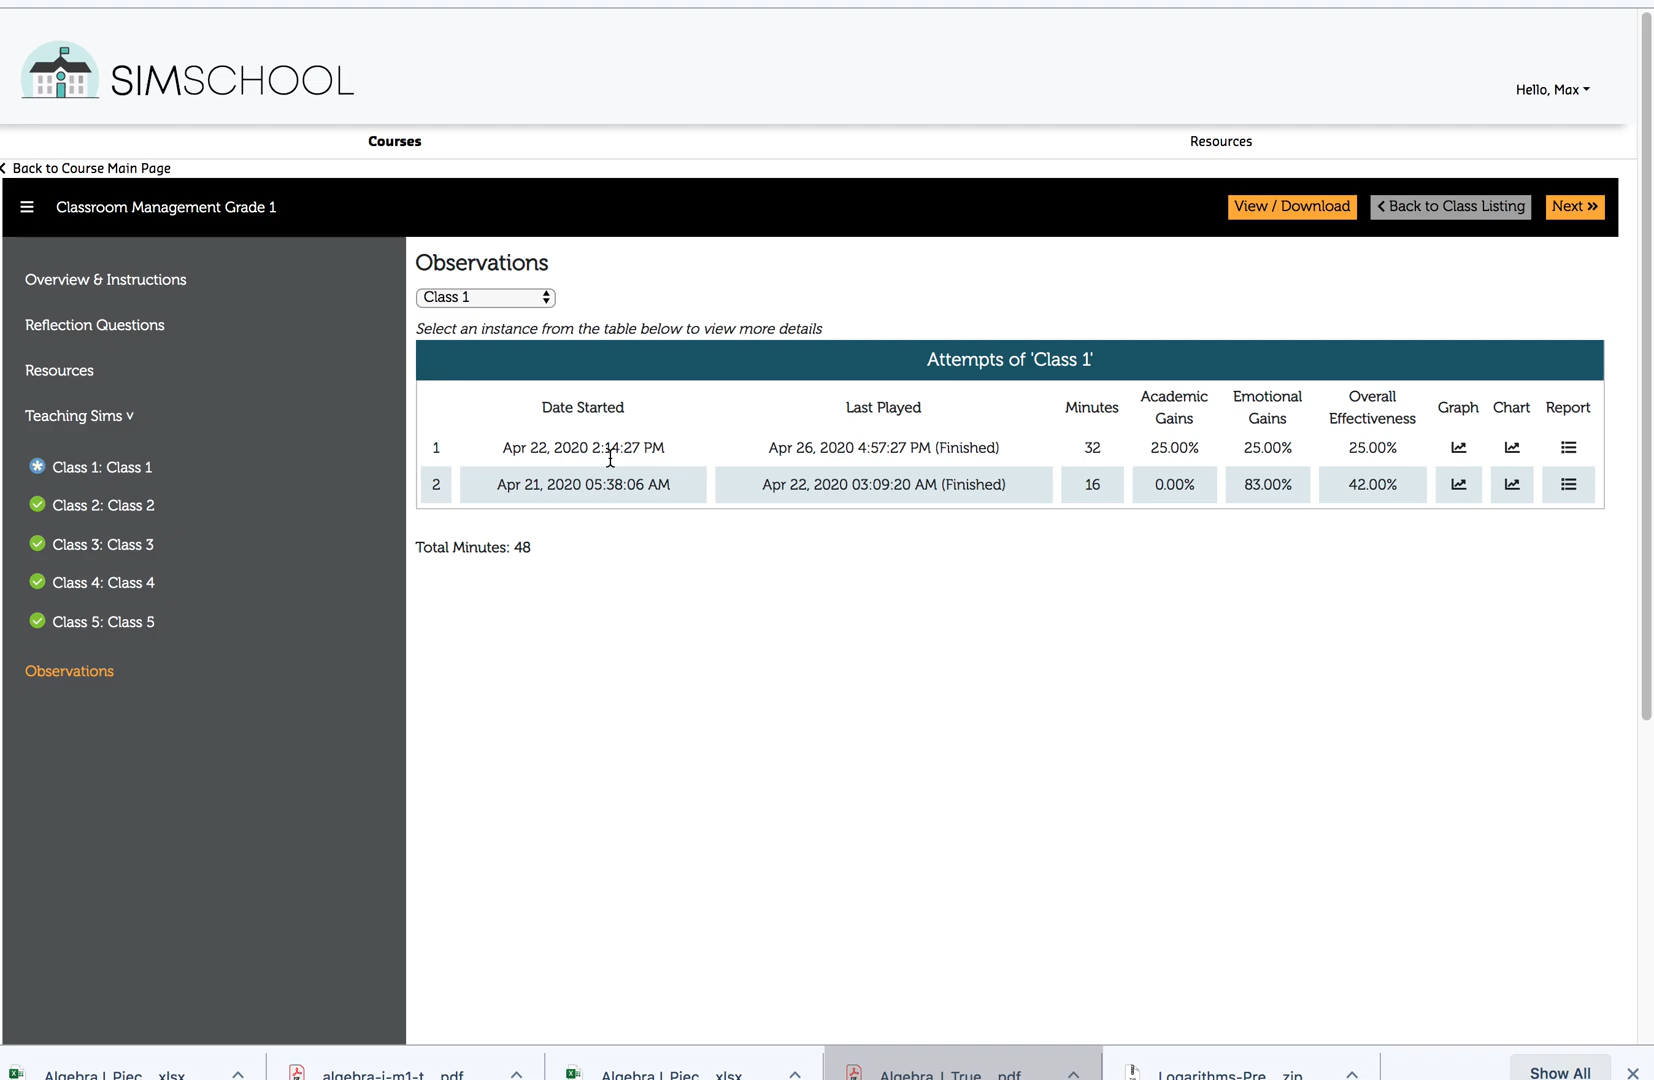 SIMSCHOOL
Hello, Max
Courses
Resources
Back to Course Main Page
Classroom Management Grade 1
View / Download
Back to Class Listing
Next »
Overview & Instructions
Reflection Questions
Resources
Teaching Sims v
Class 1: Class 1
Class 2: Class 2
Class 3: Class 3
Class 4: Class 4
Class 5: Class 5
Observations
Observations
Class 1
Select an instance from the table below to view more details
Attempts of 'Class 1'
Date Started Last Played Minutes Academic Gains Emotional Gains Overall Effectiveness Graph Chart Report
1 Apr 22, 2020 2:14:27 PM Apr 26, 2020 4:57:27 PM (Finished) 32 25.00% 25.00% 25.00%
2 Apr 21, 2020 05:38:06 AM Apr 22, 2020 03:09:20 AM (Finished) 16 0.00% 83.00% 42.00%
Total Minutes: 48
Algebra I Piec....xlsx
algebra-i-m1-t....pdf
Algebra I Piec....xlsx
Algebra I True....pdf
Logarithms-Pre....zip
Show All